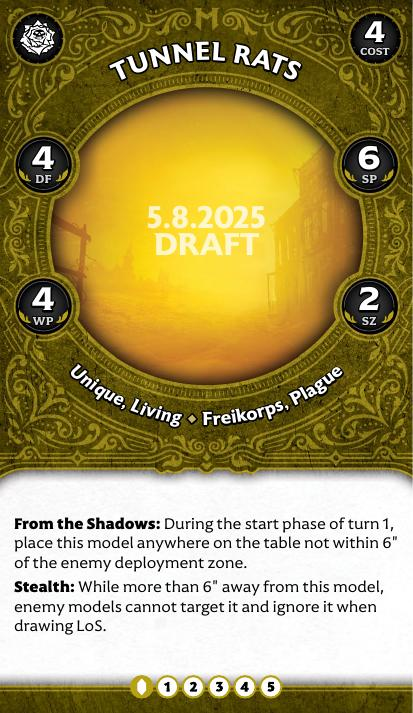 4
COST
TUNNEL RATS
4
DF
6
SP
5.8.2025
DRAFT
4
WP
2
SZ
Unique, Living ◆ Freikorps, Plague
From the Shadows: During the start phase of turn 1,
place this model anywhere on the table not within 6"
of the enemy deployment zone.
Stealth: While more than 6" away from this model,
enemy models cannot target it and ignore it when
drawing LoS.
1 2 3 4 5